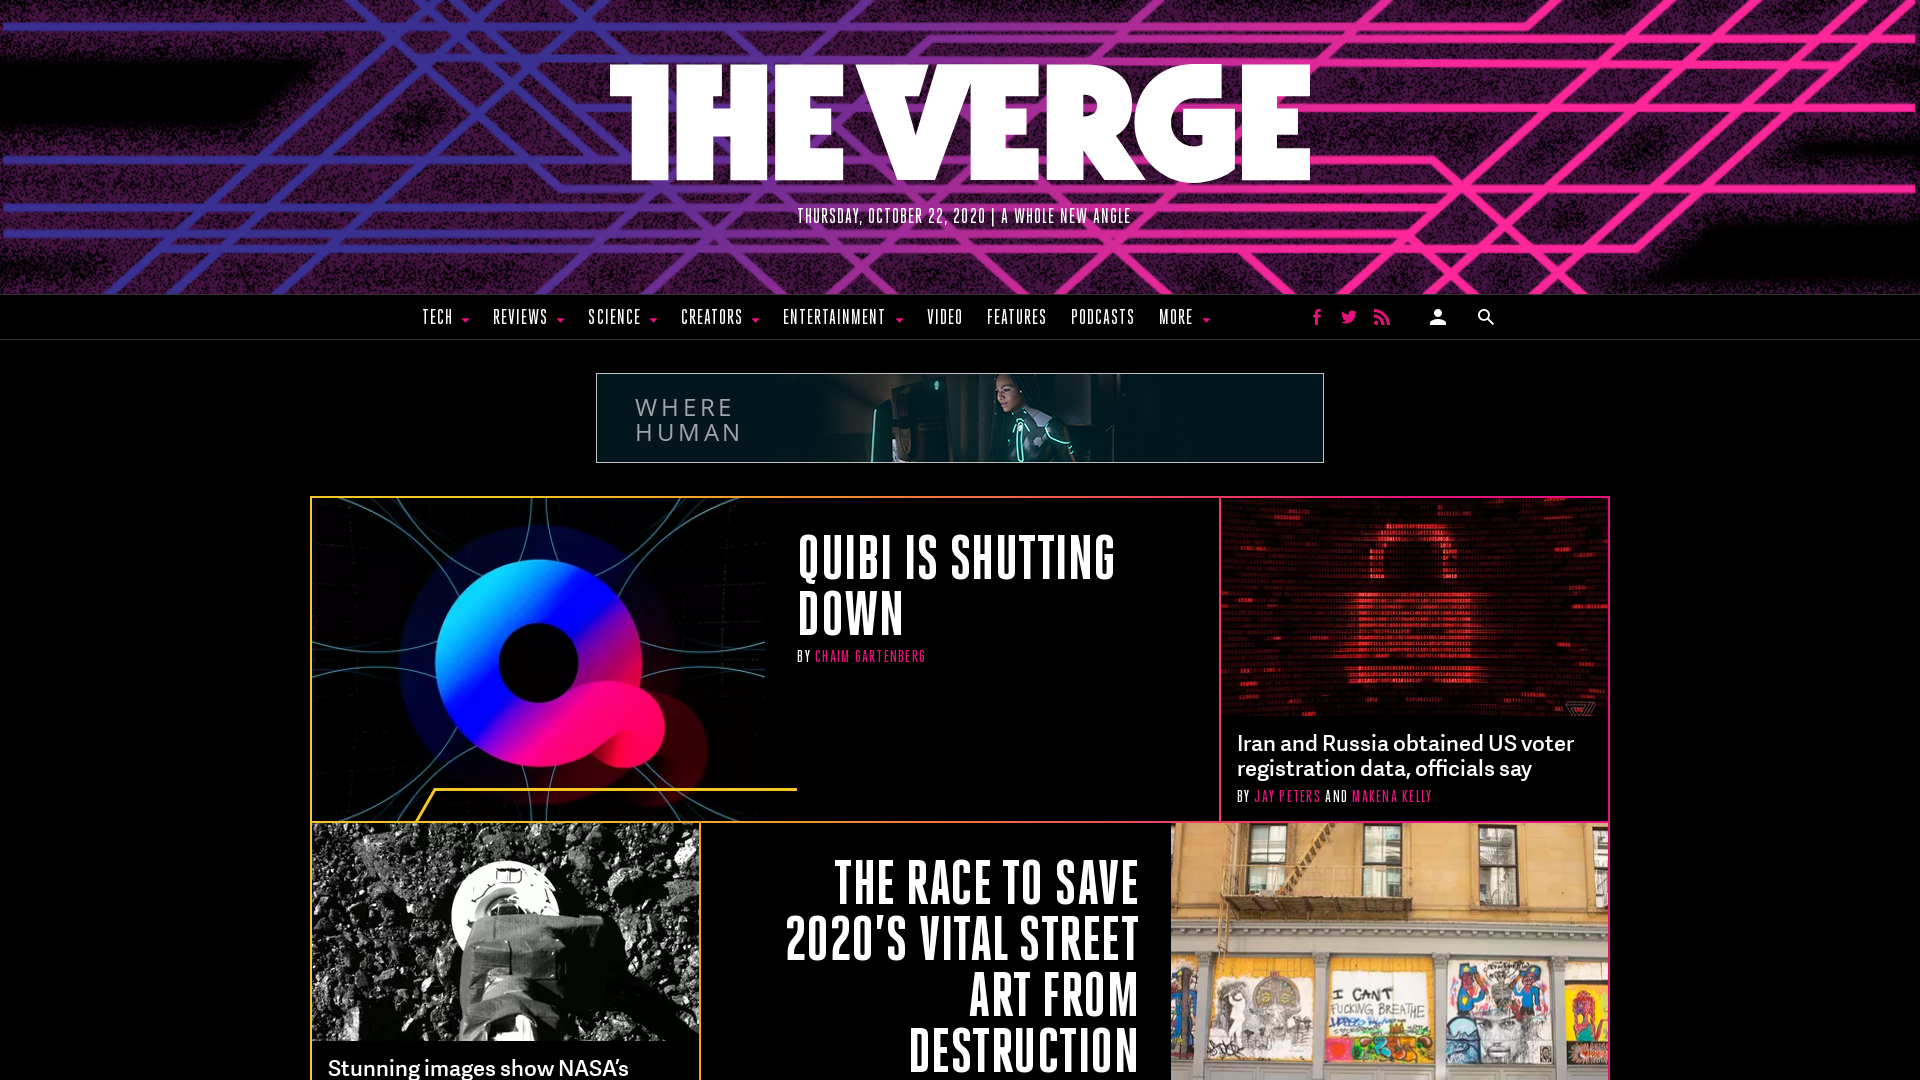 THE VERGE
THURSDAY, OCTOBER 22, 2020 | A WHOLE NEW ANGLE
TECH REVIEWS SCIENCE CREATORS ENTERTAINMENT VIDEO FEATURES PODCASTS MORE
WHERE
HUMAN
QUIBI IS SHUTTING
DOWN
BY CHAIM GARTENBERG
Iran and Russia obtained US voter
registration data, officials say
BY JAY PETERS AND MAKENA KELLY
THE RACE TO SAVE
2020'S VITAL STREET
ART FROM
DESTRUCTION
I CANT
FUCKING BREATHE
Stunning images show NASA's